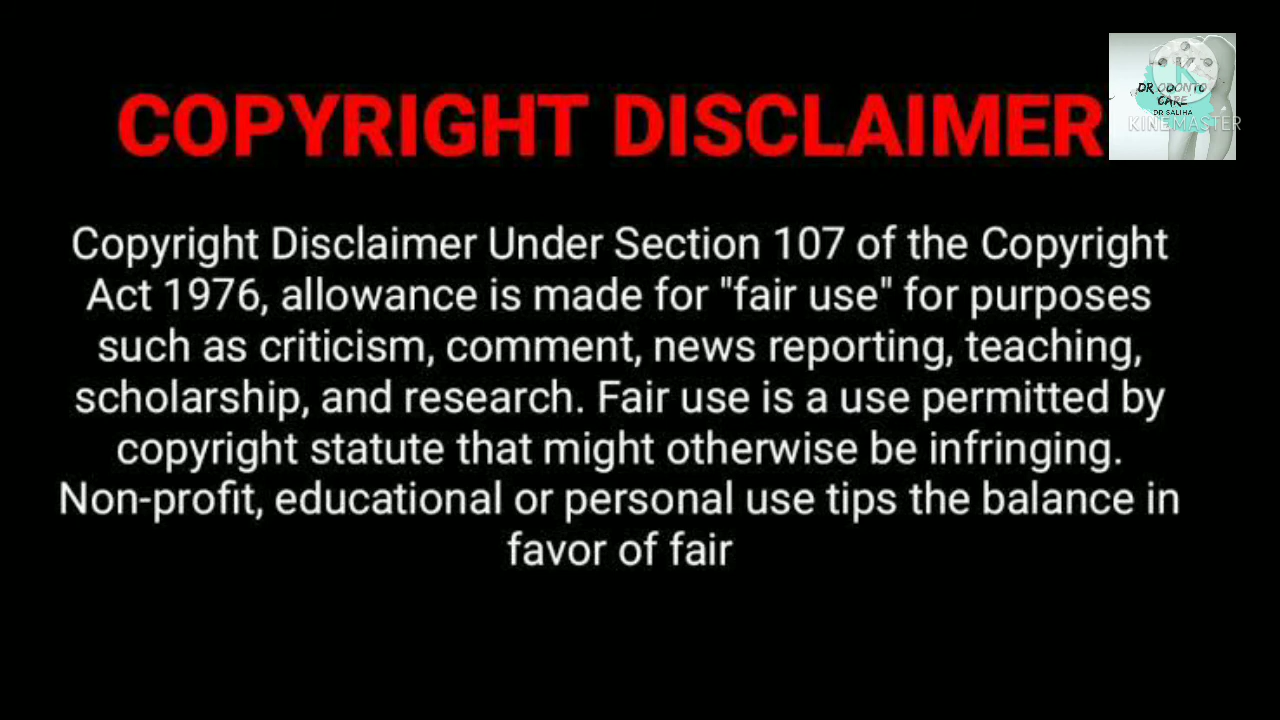 COPYRIGHT DISCLAIMER
DR ODONTO
CARE
DR SALIHA
KINEMASTER
Copyright Disclaimer Under Section 107 of the Copyright
Act 1976, allowance is made for "fair use" for purposes
such as criticism, comment, news reporting, teaching,
scholarship, and research. Fair use is a use permitted by
copyright statute that might otherwise be infringing.
Non-profit, educational or personal use tips the balance in
favor of fair